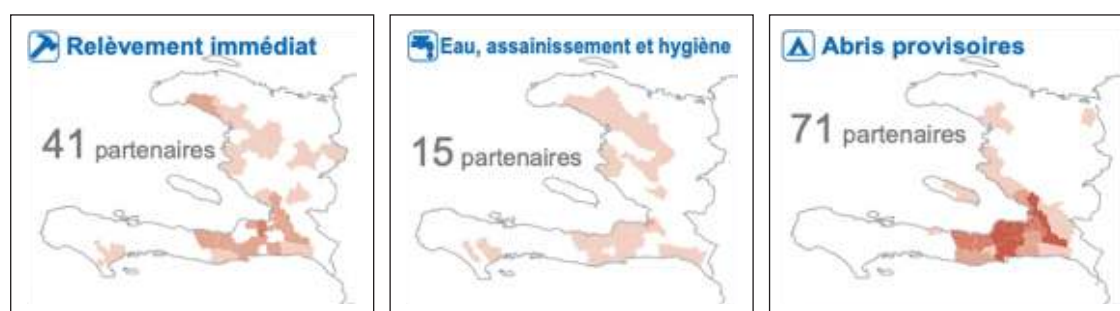 Relèvement immédiat
41 partenaires
Eau, assainissement et hygiène
15 partenaires
Abris provisoires
71 partenaires